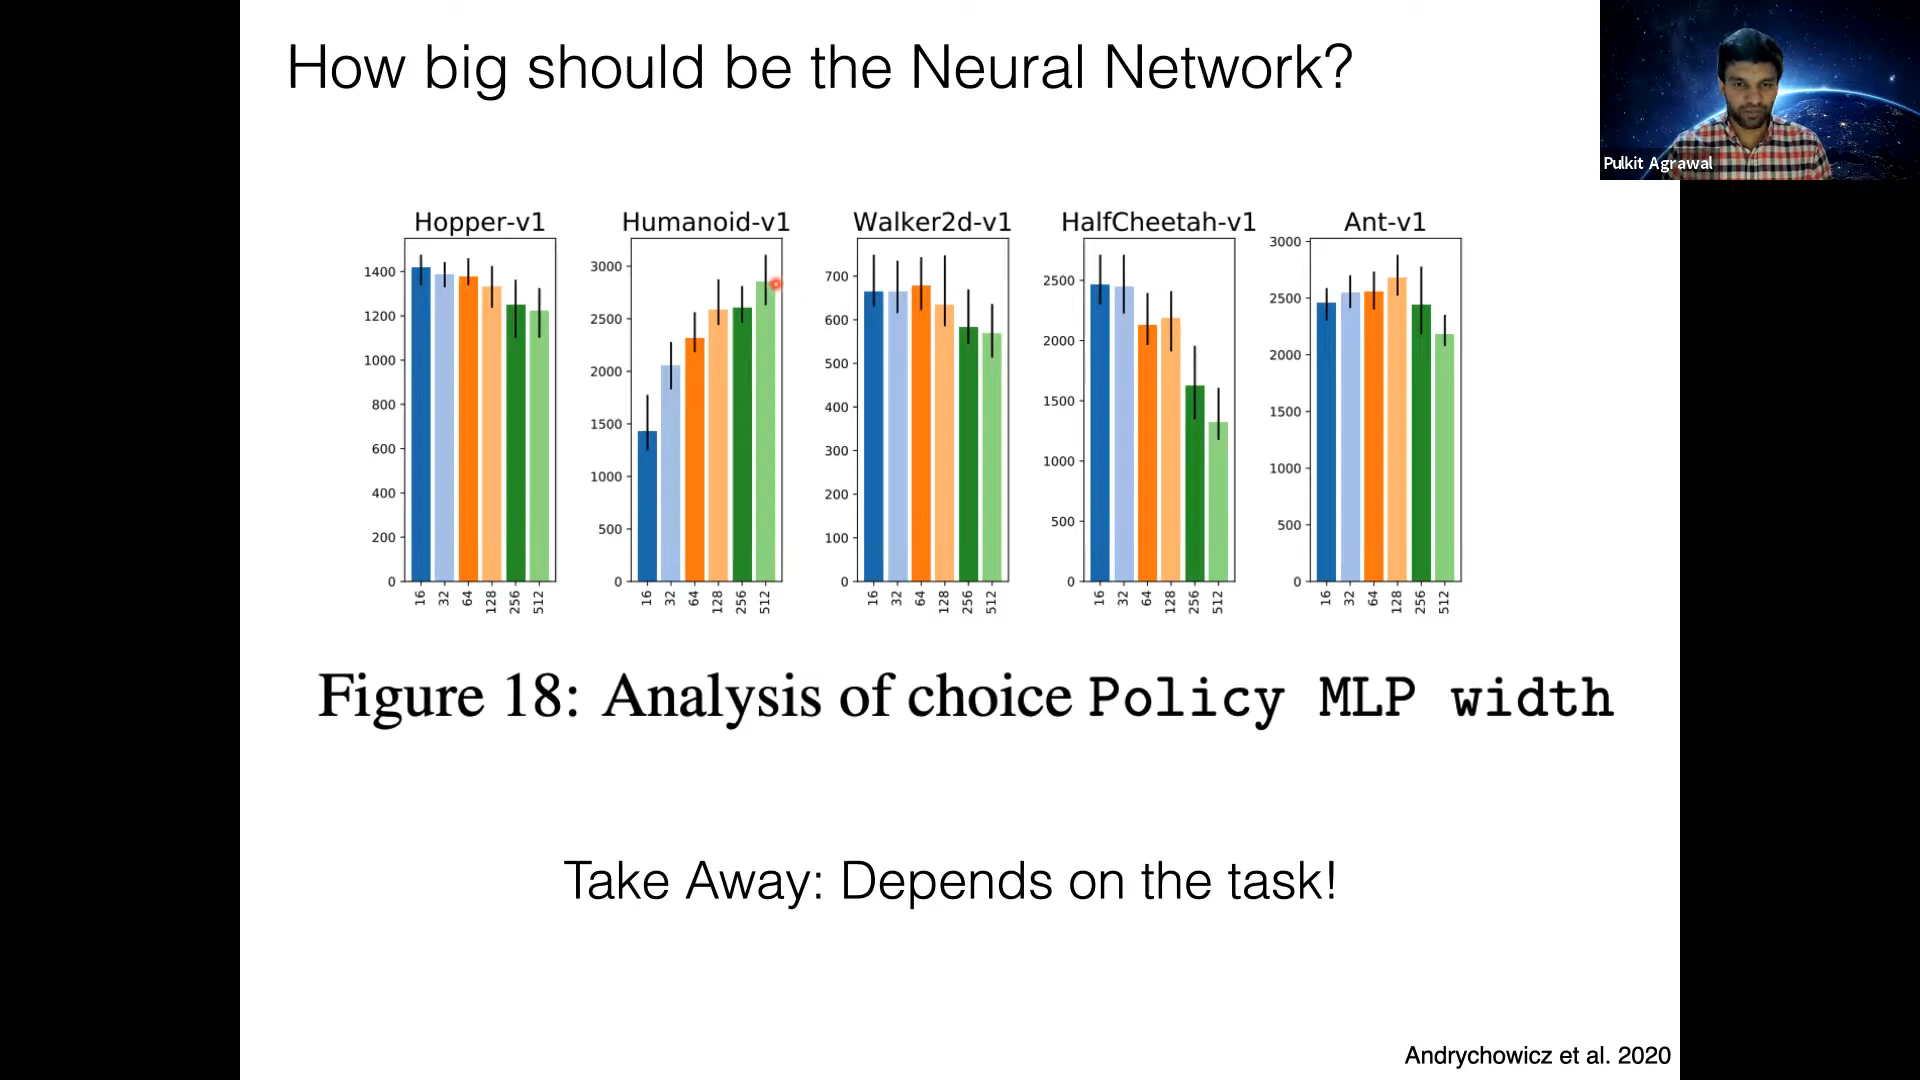 How big should be the Neural Network?
Pulkit Agrawal
Hopper-v1
1400
1200
1000
800
600
400
200
0
16 32 64 128 256 512
Humanoid-v1
3000
2500
2000
1500
1000
500
0
16 32 64 128 256 512
Walker2d-v1
700
600
500
400
300
200
100
0
16 32 64 128 256 512
HalfCheetah-v1
2500
2000
1500
1000
500
0
16 32 64 128 256 512
Ant-v1
3000
2500
2000
1500
1000
500
0
16 32 64 128 256 512
Figure 18: Analysis of choice Policy MLP width
Take Away: Depends on the task!
Andrychowicz et al. 2020